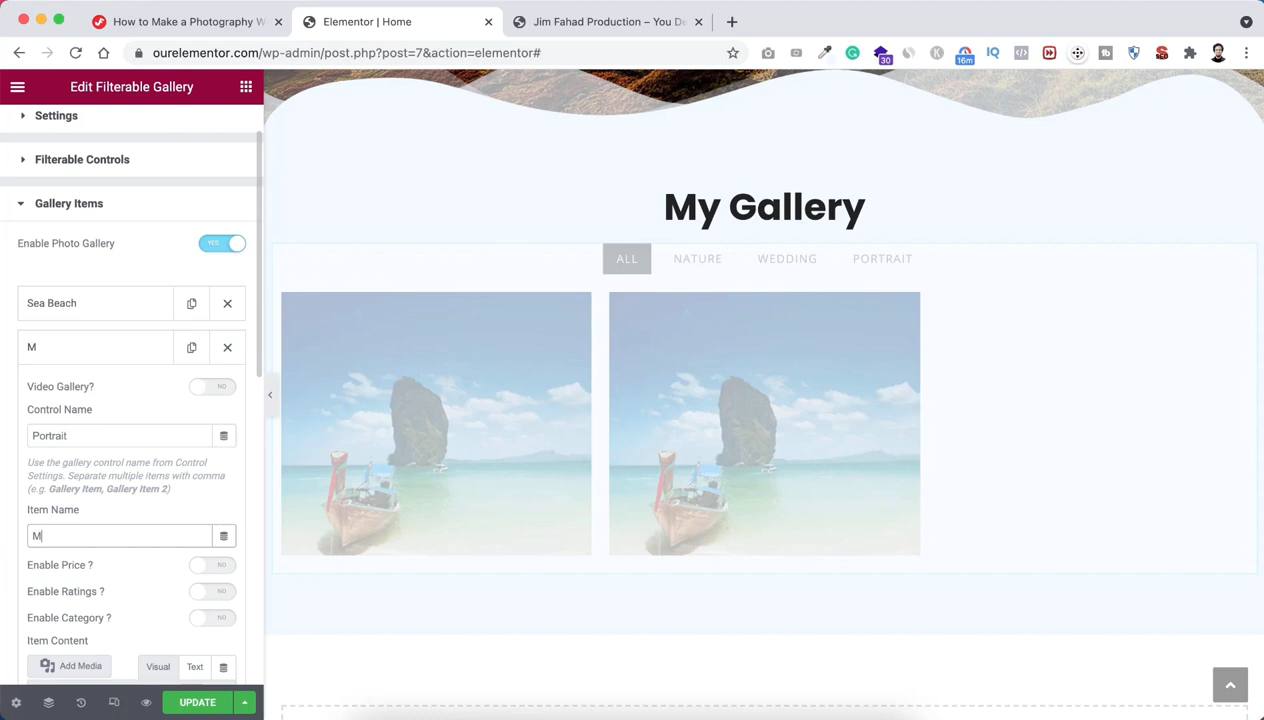 How to Make a Photography W
Elementor | Home
Jim Fahad Production – You De
ourelementor.com/wp-admin/post.php?post=7&action=elementor#
30
16m
IQ
Edit Filterable Gallery
Settings
Filterable Controls
Gallery Items
Enable Photo Gallery
YES
Sea Beach
M
Video Gallery?
NO
Control Name
Portrait
Use the gallery control name from Control
Settings. Separate multiple items with comma
(e.g. Gallery Item, Gallery Item 2)
Item Name
M
Enable Price ?
NO
Enable Ratings ?
NO
Enable Category ?
NO
Item Content
Add Media
Visual
Text
UPDATE
My Gallery
ALL
NATURE
WEDDING
PORTRAIT